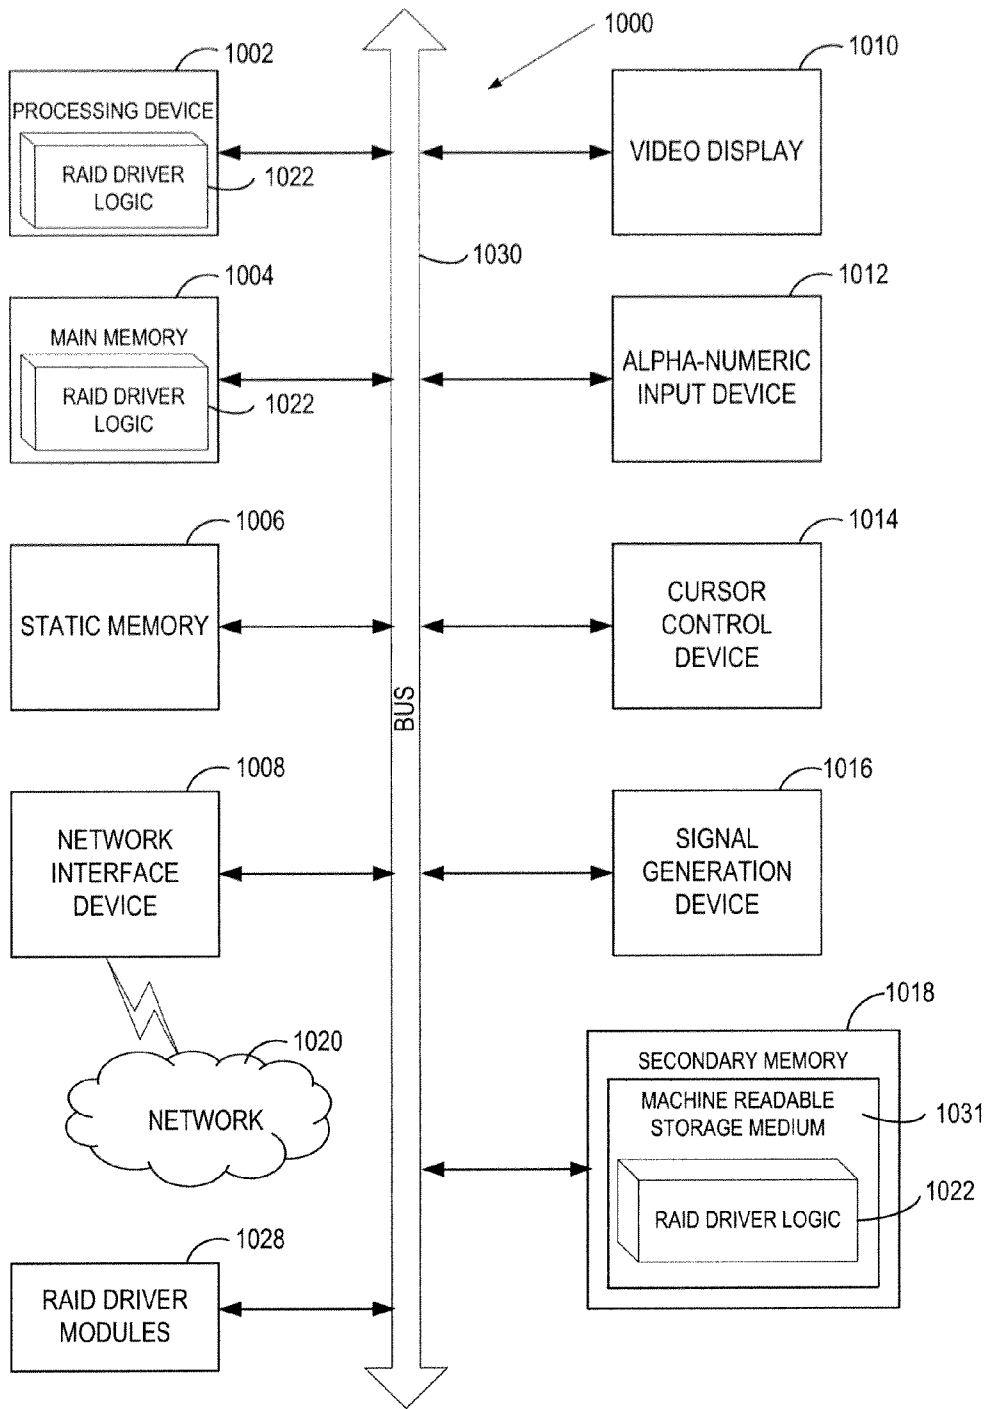 1000
1002
PROCESSING DEVICE
RAID DRIVER
LOGIC
1022
1010
VIDEO DISPLAY
1030
1004
MAIN MEMORY
RAID DRIVER
LOGIC
1022
1012
ALPHA-NUMERIC
INPUT DEVICE
1006
STATIC MEMORY
1014
CURSOR
CONTROL
DEVICE
BUS
1008
NETWORK
INTERFACE
DEVICE
1016
SIGNAL
GENERATION
DEVICE
1020
NETWORK
1018
SECONDARY MEMORY
MACHINE READABLE
STORAGE MEDIUM
1031
RAID DRIVER LOGIC
1022
1028
RAID DRIVER
MODULES